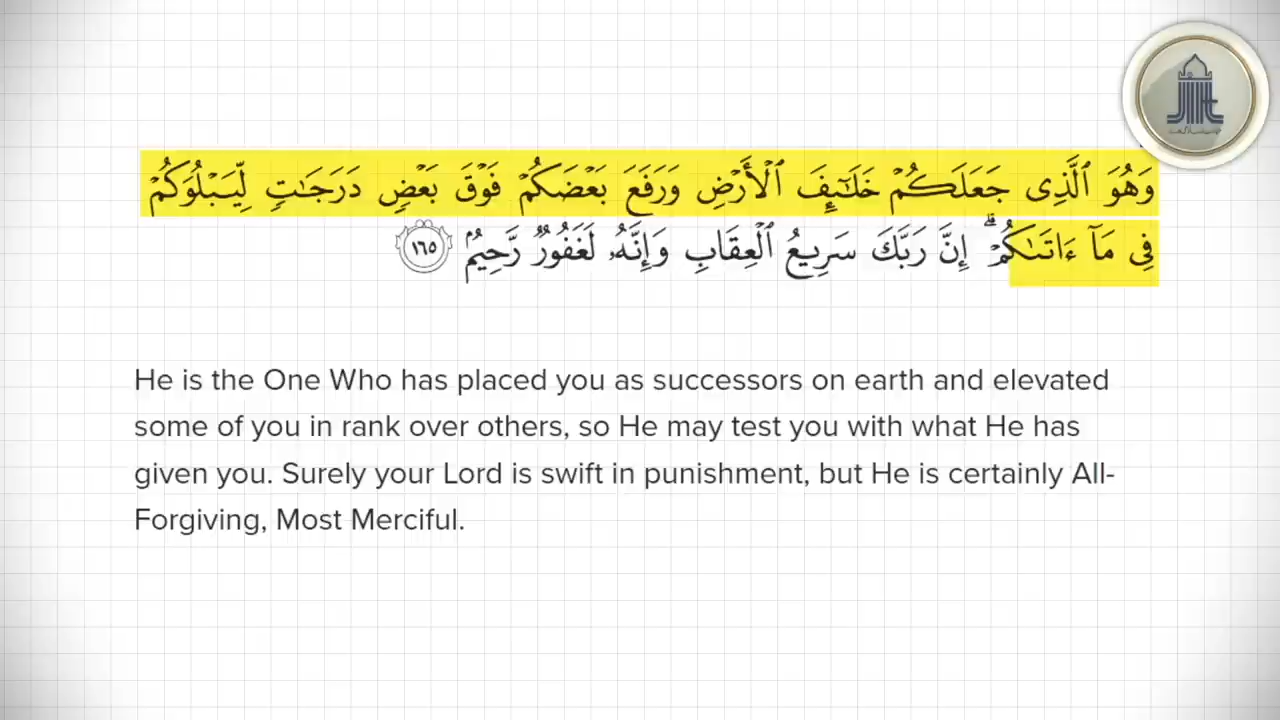 وَهُوَ ٱلَّذِى جَعَلَكُمْ خَلَـٰٓئِفَ ٱلْأَرْضِ وَرَفَعَ بَعْضَكُمْ فَوْقَ بَعْضٍ دَرَجَـٰتٍ لِّيَبْلُوَكُمْ
فِى مَآ ءَاتَىٰكُمْ ۗ إِنَّ رَبَّكَ سَرِيعُ ٱلْعِقَابِ وَإِنَّهُۥ لَغَفُورٌ رَّحِيمٌۢ ١٦٥
He is the One Who has placed you as successors on earth and elevated
some of you in rank over others, so He may test you with what He has
given you. Surely your Lord is swift in punishment, but He is certainly All-
Forgiving, Most Merciful.